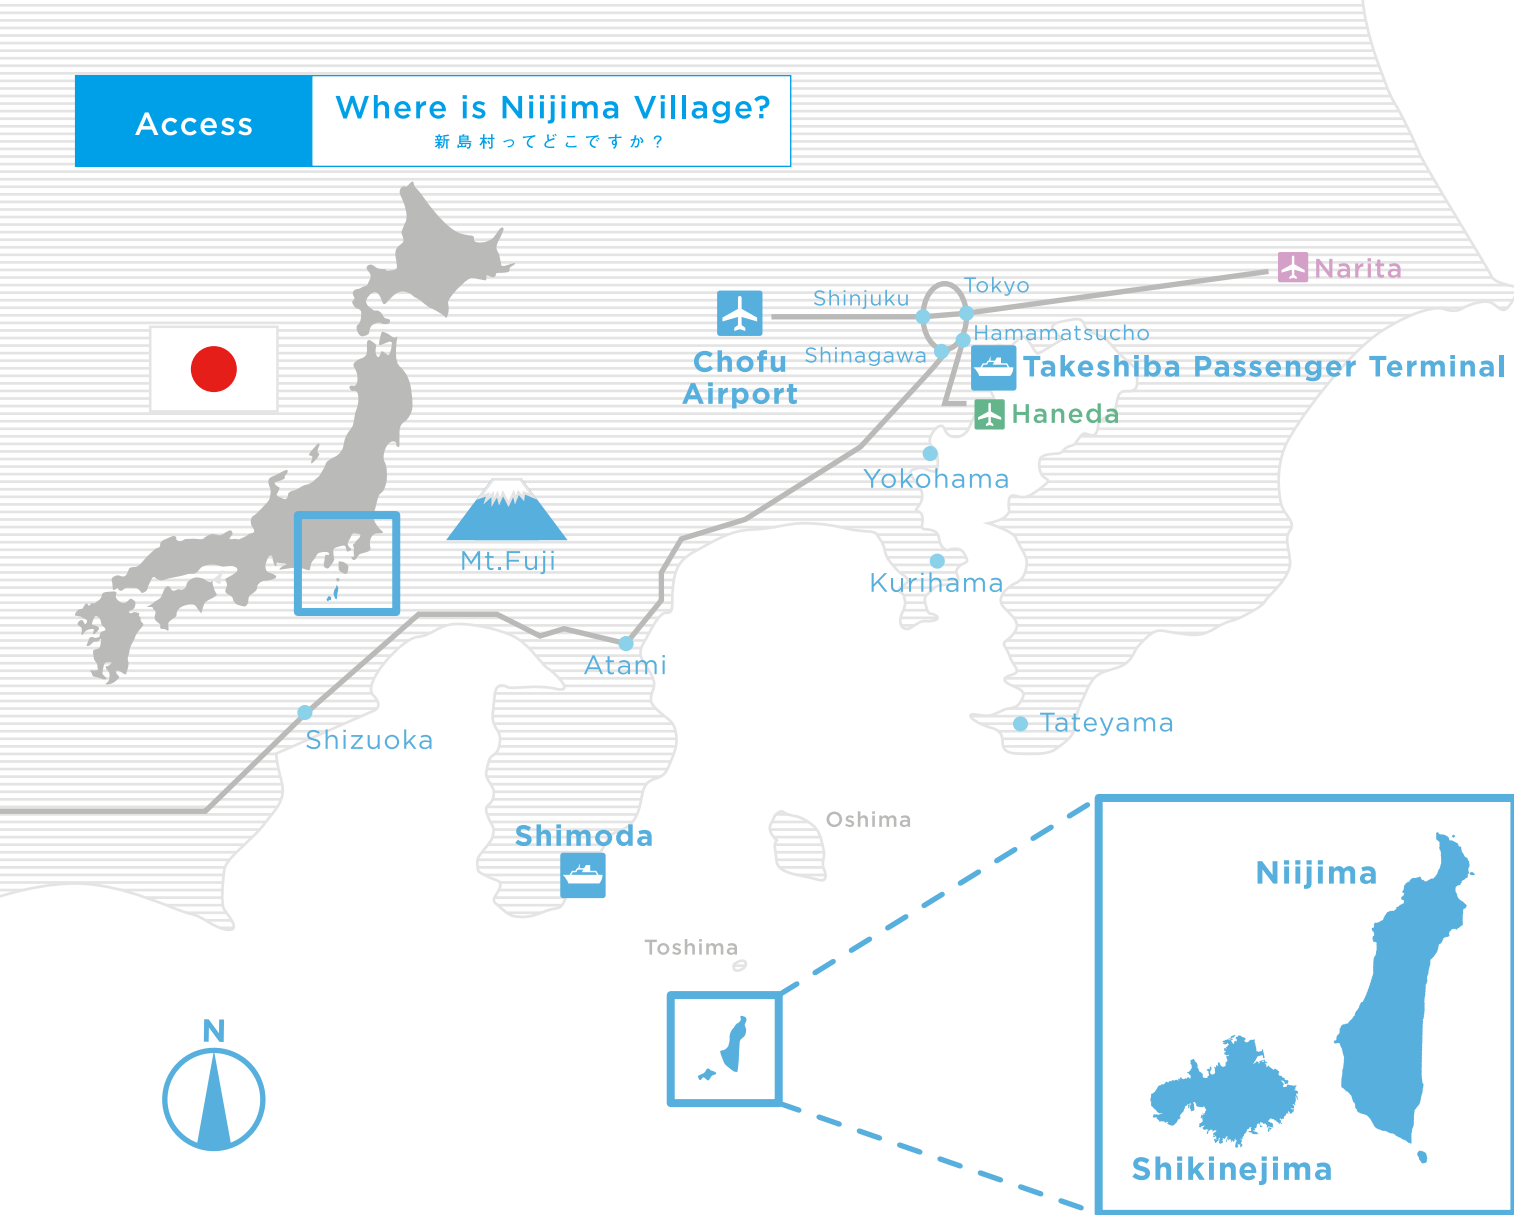 Access
Where is Niijima Village?
新島村ってどこですか？
Narita
Tokyo
Shinjuku
Hamamatsucho
Shinagawa
Chofu
Airport
Takeshiba Passenger Terminal
Haneda
Yokohama
Mt.Fuji
Kurihama
Atami
Shizuoka
Tateyama
Oshima
Shimoda
Niijima
Toshima
N
Shikinejima